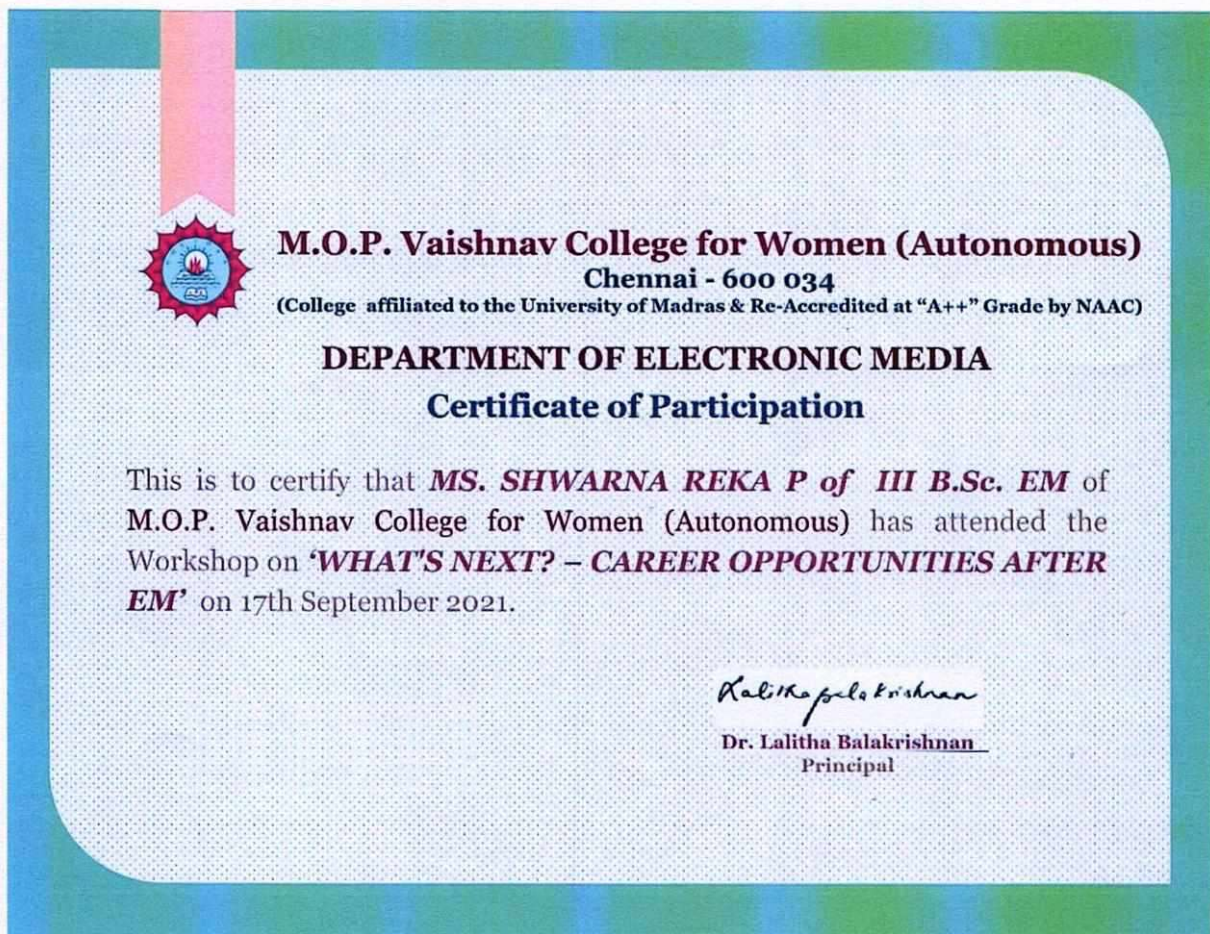 M.O.P. Vaishnav College for Women (Autonomous)
Chennai - 600 034
(College affiliated to the University of Madras & Re-Accredited at “A++” Grade by NAAC)
DEPARTMENT OF ELECTRONIC MEDIA
Certificate of Participation
This is to certify that MS. SHWARNA REKA P of III B.Sc. EM of
M.O.P. Vaishnav College for Women (Autonomous) has attended the
Workshop on ‘WHAT'S NEXT? – CAREER OPPORTUNITIES AFTER
EM’ on 17th September 2021.
Lalitha Balakrishnan
Dr. Lalitha Balakrishnan
Principal